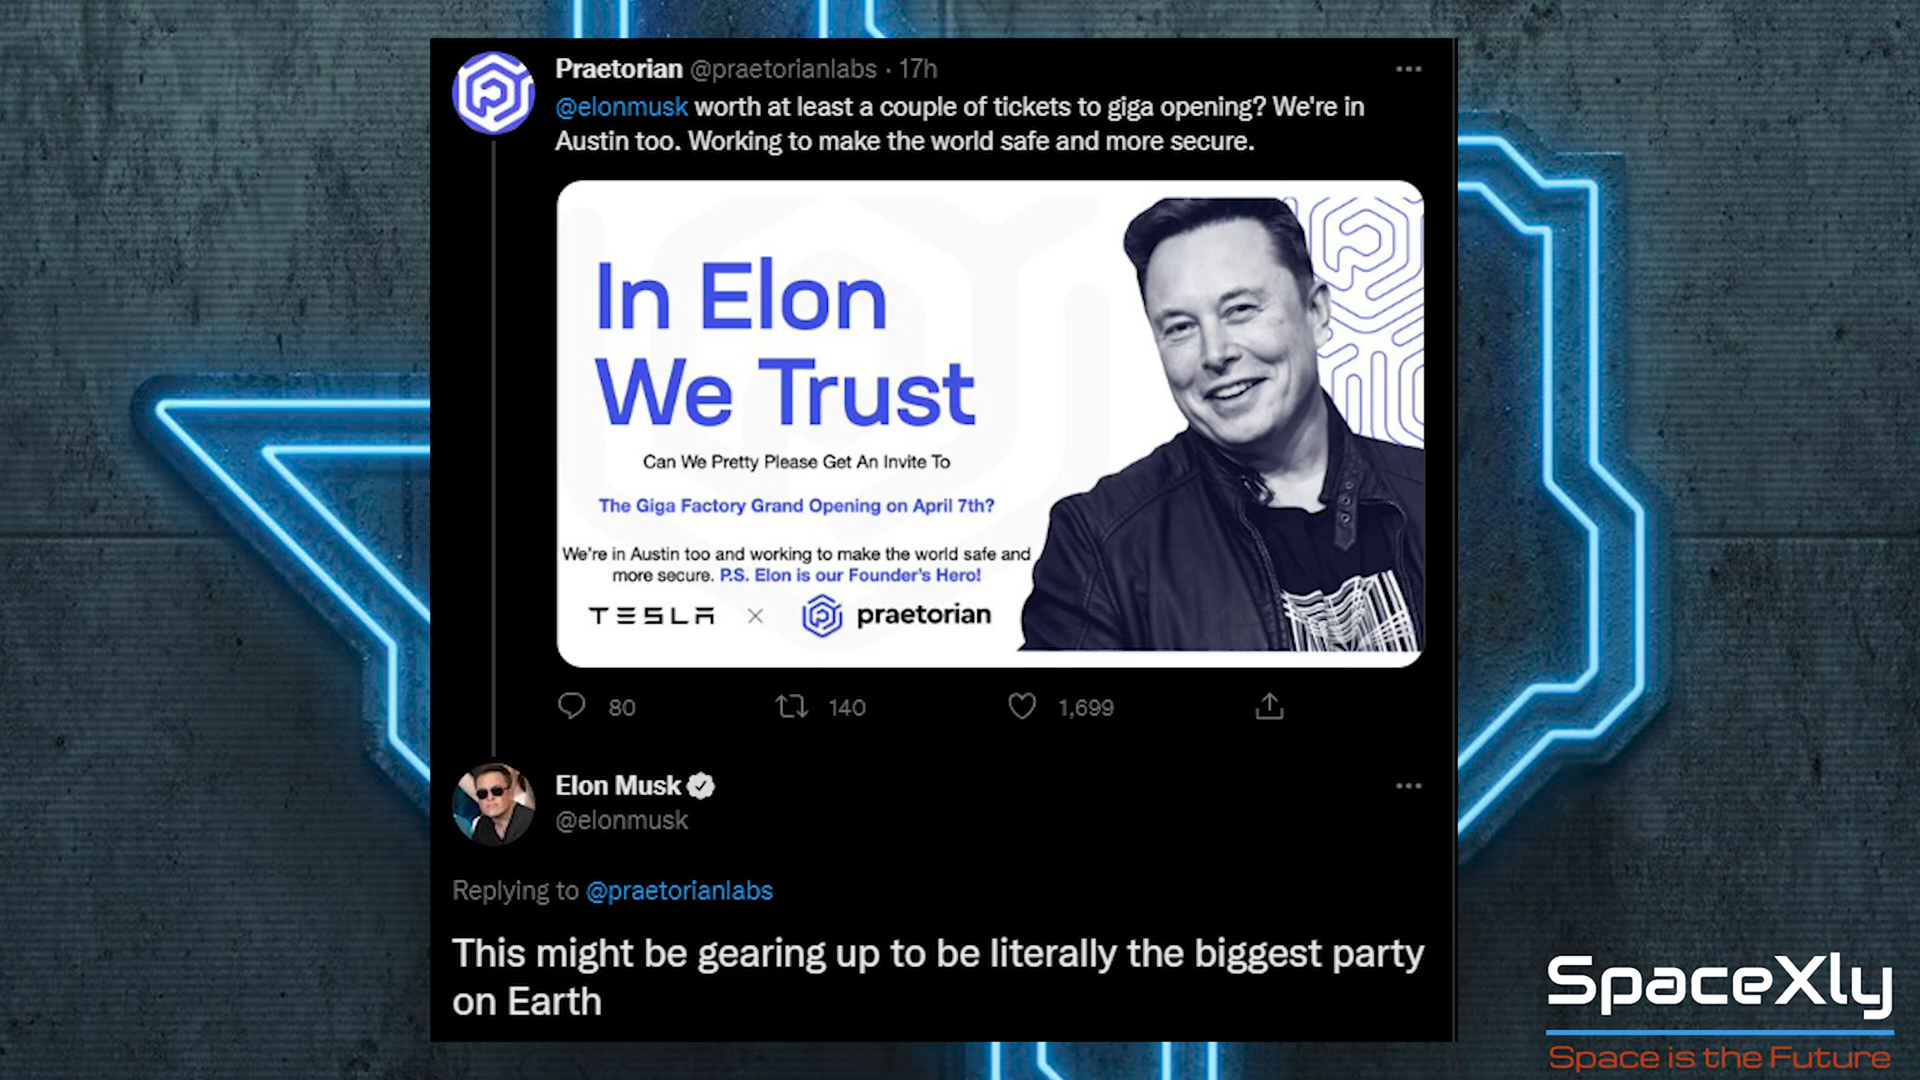 Praetorian @praetorianlabs · 17h
@elonmusk worth at least a couple of tickets to giga opening? We're in
Austin too. Working to make the world safe and more secure.
In Elon
We Trust
Can We Pretty Please Get An Invite To
The Giga Factory Grand Opening on April 7th?
We're in Austin too and working to make the world safe and
more secure. P.S. Elon is our Founder's Hero!
TESLA × praetorian
80 140 1,699
Elon Musk
@elonmusk
Replying to @praetorianlabs
This might be gearing up to be literally the biggest party
on Earth
SpaceXly
Space is the Future